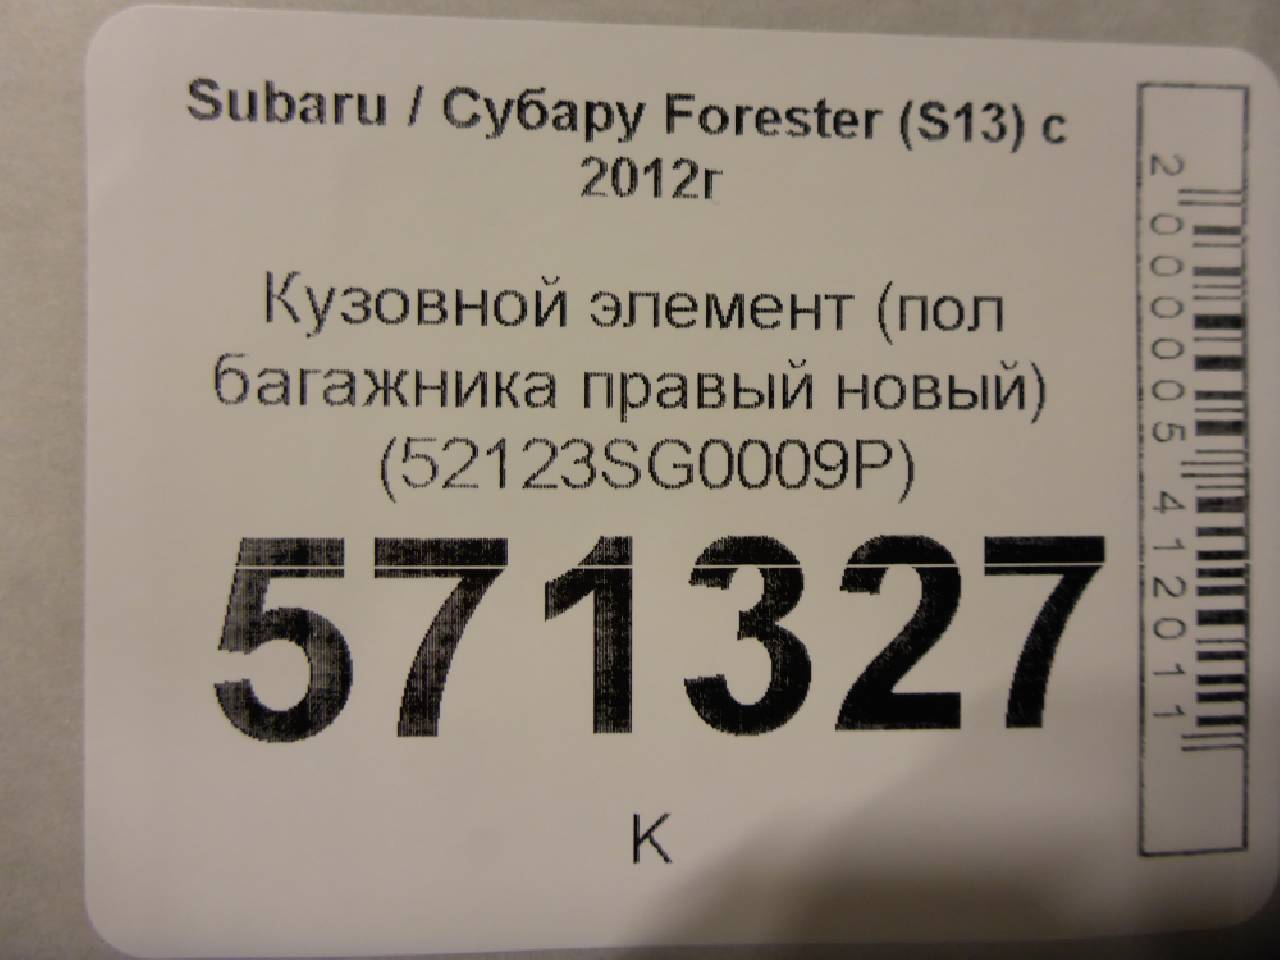 Subaru / Субару Forester (S13) с
2012г
Кузовной элемент (пол
багажника правый новый)
(52123SG0009P)
571327
К
2000005412011